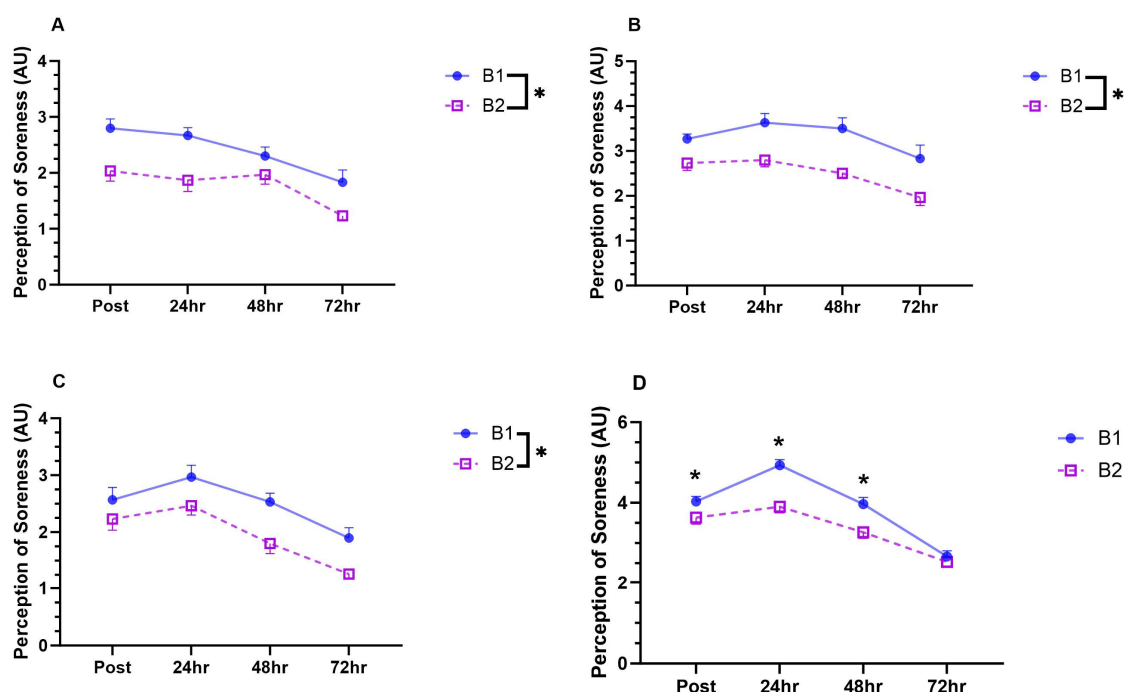 A
Perception of Soreness (AU)
4
3
2
1
0
Post 24hr 48hr 72hr
B1
B2
*
B
Perception of Soreness (AU)
5
4
3
2
1
0
Post 24hr 48hr 72hr
B1
B2
*
C
Perception of Soreness (AU)
4
3
2
1
0
Post 24hr 48hr 72hr
B1
B2
*
D
Perception of Soreness (AU)
6
4
2
0
* * *
Post 24hr 48hr 72hr
B1
B2